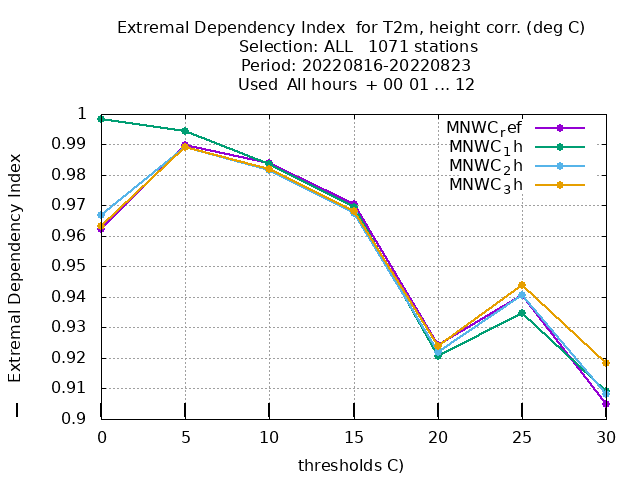 Extremal Dependency Index  for T2m, height corr. (deg C)
Selection: ALL   1071 stations
Period: 20220816-20220823
Used  All hours  + 00 01 ... 12
Extremal Dependency Index
1
0.99
0.98
0.97
0.96
0.95
0.94
0.93
0.92
0.91
0.9
MNWC_ref
MNWC_1h
MNWC_2h
MNWC_3h
0 5 10 15 20 25 30
thresholds C)